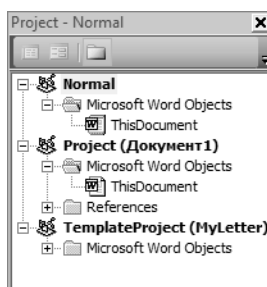 Project - Normal
Normal
Microsoft Word Objects
ThisDocument
Project (Документ1)
Microsoft Word Objects
ThisDocument
References
TemplateProject (MyLetter)
Microsoft Word Objects